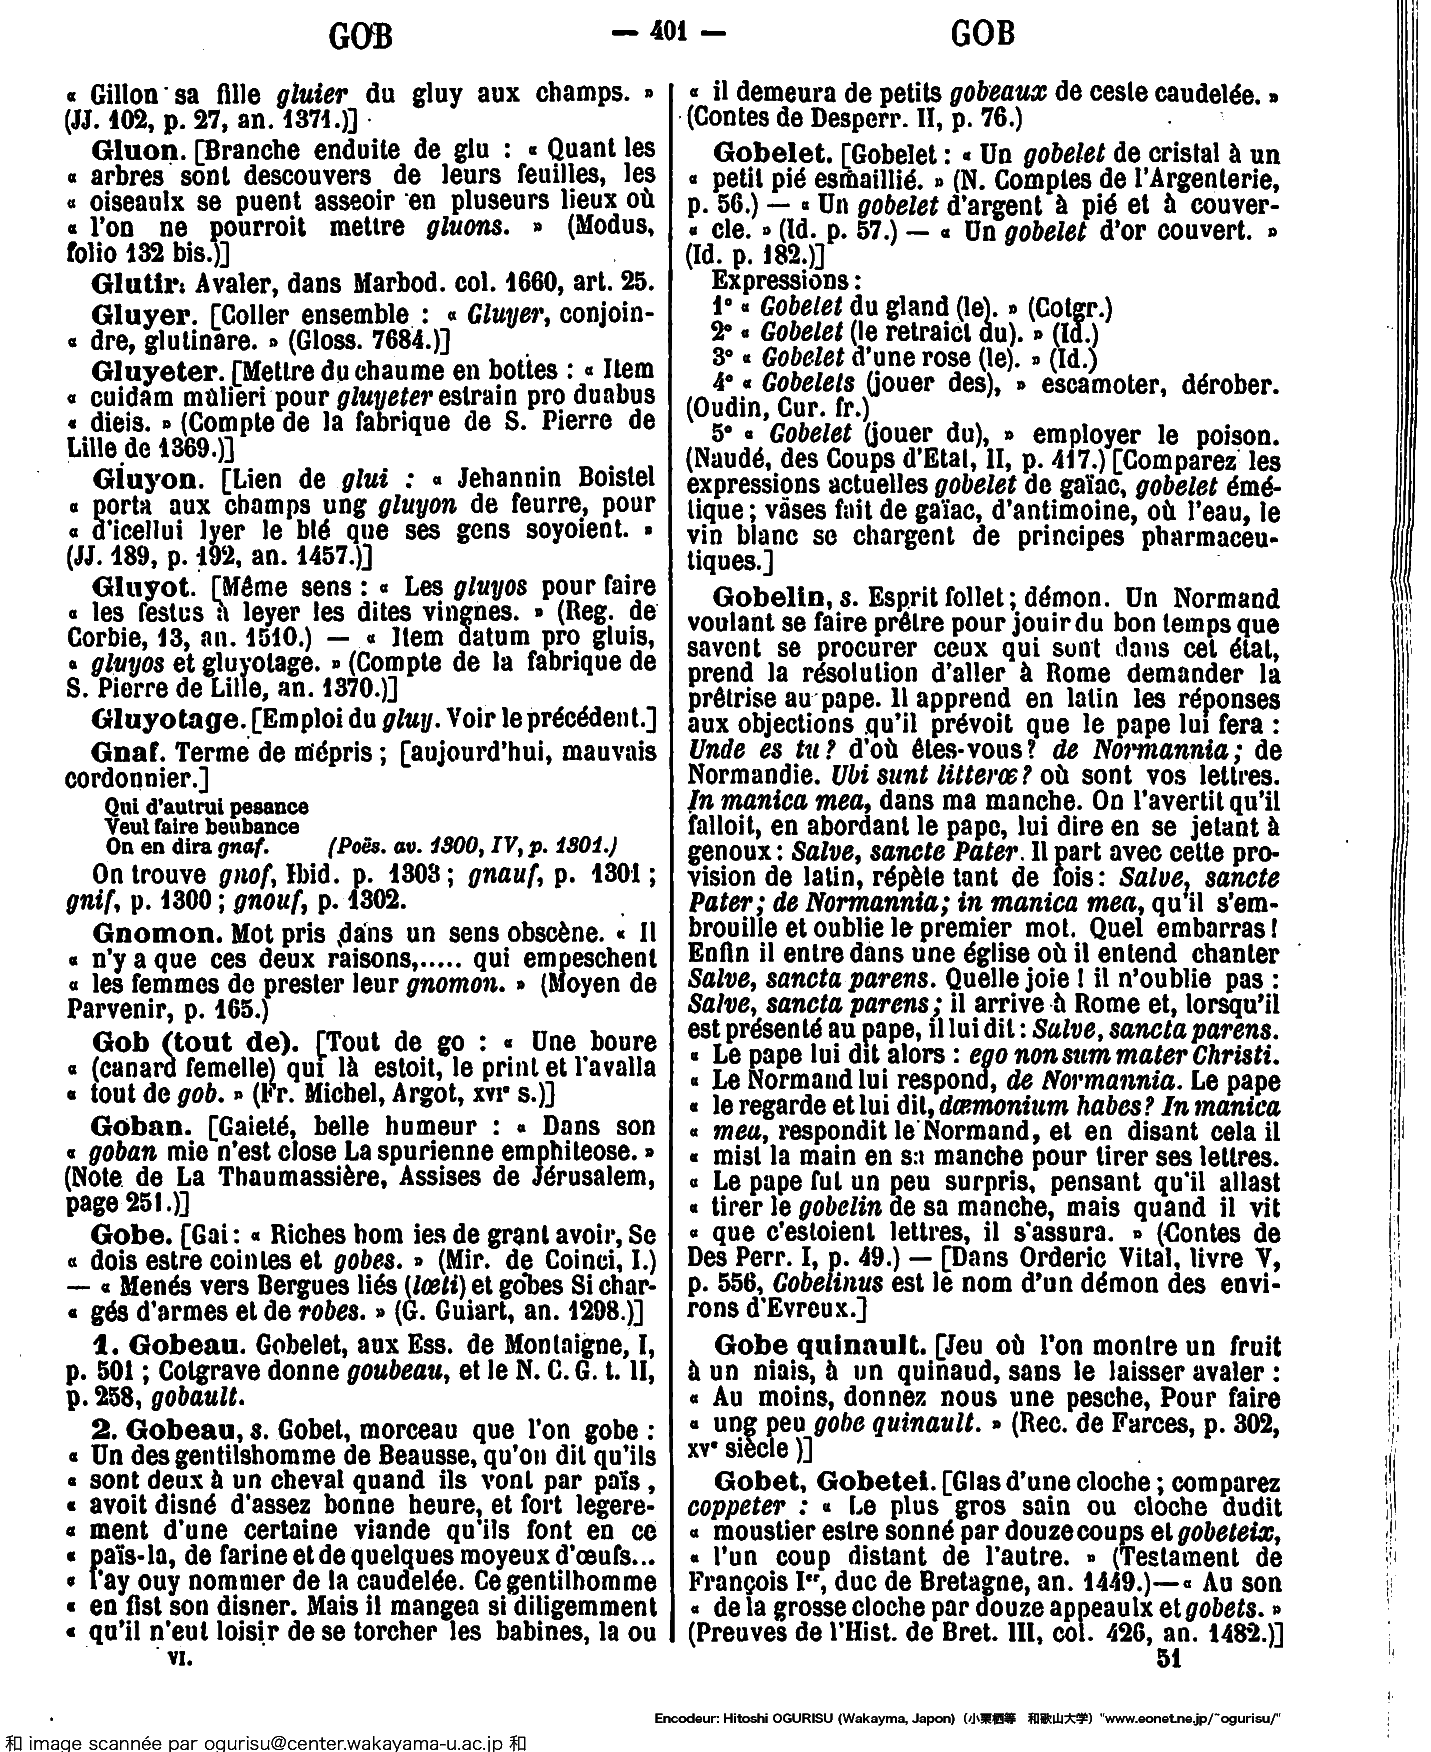 GOB — 401 — GOB
« Gillon sa fille gluier du gluy aux champs. »
(JJ. 102, p. 27, an. 1371.)]
Gluon. [Branche enduite de glu : « Quant les
« arbres sont descouvers de leurs feuilles, les
« oiseaulx se puent asseoir en plusieurs lieux où
« l'on ne pourroit mettre gluons. » (Modus,
folio 132 bis.)]
Glutir. Avaler, dans Marbod. col. 1660, art. 25.
Gluyer. [Coller ensemble : « Gluyer, conjoin-
« dre, glutinare. » (Gloss. 7684.)]
Gluyeter. [Mettre du chaume en bottes : « Item
« cuidam mulieri pour gluyeter estrain pro duabus
« dieis. » (Compte de la fabrique de S. Pierre de
Lille de 1369.)]
Gluyon. [Lien de glui : « Jehannin Boistel
« porta aux champs ung gluyon de feurre, pour
« d'icellui lyer le blé que ses gens soyoient. »
(JJ. 189, p. 192, an. 1457.)]
Gluyot. [Même sens : « Les gluyos pour faire
« les festus à leyer les dites vingnes. » (Reg. de
Corbie, 13, an. 1510.) — « Item datum pro gluis,
« gluyos et gluyotage. » (Compte de la fabrique de
S. Pierre de Lille, an. 1370.)]
Gluyotage. [Emploi du gluy. Voir le précédent.]
Gnaf. Terme de mépris ; [aujourd'hui, mauvais
cordonnier.]
Qui d'autrui pesance
Veul faire beubance
On en dira gnaf. (Poës. av. 1300, IV, p. 1301.)
On trouve gnof, Ibid. p. 1303 ; gnauf, p. 1301 ;
gnif, p. 1300 ; gnouf, p. 1302.
Gnomon. Mot pris dans un sens obscène. « Il
« n'y a que ces deux raisons,..... qui empeschent
« les femmes de prester leur gnomon. » (Moyen de
Parvenir, p. 165.)
Gob (tout de). [Tout de go : « Une boure
« (canard femelle) qui là estoit, le print et l'avalla
« tout de gob. » (Fr. Michel, Argot, XVIe s.)]
Goban. [Gaieté, belle humeur : « Dans son
« goban mie n'est close La spurienne emphiteose. »
(Note de La Thaumassière, Assises de Jérusalem,
page 251.)]
Gobe. [Gai : « Riches hom ies de grant avoir, Se
« dois estre cointes et gobes. » (Mir. de Coinci, I.)
— « Menés vers Bergues liés (lœti) et gobes Si char-
« gés d'armes et de robes. » (G. Guiart, an. 1298.)]
1. Gobeau. Gobelet, aux Ess. de Montaigne, I,
p. 501 ; Cotgrave donne goubeau, et le N. C. G. t. II,
p. 258, gobault.
2. Gobeau, s. Gobet, morceau que l'on gobe :
« Un des gentilshomme de Beausse, qu'on dit qu'ils
« sont deux à un cheval quand ils vont par païs,
« avoit disné d'assez bonne heure, et fort legere-
« ment d'une certaine viande qu'ils font en ce
« païs-la, de farine et de quelques moyeux d'œufs...
« l'ay ouy nommer de la caudelée. Ce gentilhomme
« en fist son disner. Mais il mangea si diligemment
« qu'il n'eut loisir de se torcher les babines, la ou
VI.
« il demeura de petits gobeaux de ceste caudelée. »
(Contes de Desperr. II, p. 76.)
Gobelet. [Gobelet : « Un gobelet de cristal à un
« petit pié esmaillié. » (N. Comptes de l'Argenterie,
p. 56.) — « Un gobelet d'argent à pié et à couver-
« cle. » (Id. p. 57.) — « Un gobelet d'or couvert. »
(Id. p. 182.)]
Expressions :
1° « Gobelet du gland (le). » (Cotgr.)
2° « Gobelet (le retraict du). » (Id.)
3° « Gobelet d'une rose (le). » (Id.)
4° « Gobelets (jouer des), » escamoter, dérober.
(Oudin, Cur. fr.)
5° « Gobelet (jouer du), » employer le poison.
(Naudé, des Coups d'Etat, II, p. 417.) [Comparez les
expressions actuelles gobelet de gaïac, gobelet émé-
tique ; vases fait de gaïac, d'antimoine, où l'eau, le
vin blanc se chargent de principes pharmaceu-
tiques.]
Gobelin, s. Esprit follet ; démon. Un Normand
voulant se faire prêtre pour jouir du bon temps que
savent se procurer ceux qui sont dans cet état,
prend la résolution d'aller à Rome demander la
prêtrise au pape. Il apprend en latin les réponses
aux objections qu'il prévoit que le pape lui fera :
Unde es tu ? d'où êtes-vous ? de Normannia ; de
Normandie. Ubi sunt litterœ ? où sont vos lettres.
In manica mea, dans ma manche. On l'avertit qu'il
falloit, en abordant le pape, lui dire en se jetant à
genoux : Salve, sancte Pater. Il part avec cette pro-
vision de latin, répète tant de fois : Salve, sancte
Pater ; de Normannia ; in manica mea, qu'il s'em-
brouille et oublie le premier mot. Quel embarras !
Enfin il entre dans une église où il entend chanter
Salve, sancta parens. Quelle joie ! il n'oublie pas :
Salve, sancta parens ; il arrive à Rome et, lorsqu'il
est présenté au pape, il lui dit : Salve, sancta parens.
« Le pape lui dit alors : ego non sum mater Christi.
« Le Normand lui respond, de Normannia. Le pape
« le regarde et lui dit, dæmonium habes ? In manica
« mea, respondit le Normand, et en disant cela il
« mist la main en sa manche pour tirer ses lettres.
« Le pape fut un peu surpris, pensant qu'il allast
« tirer le gobelin de sa manche, mais quand il vit
« que c'estoient lettres, il s'assura. » (Contes de
Des Perr. I, p. 49.) — [Dans Orderic Vital, livre V,
p. 556, Cobelinus est le nom d'un démon des envi-
rons d'Evreux.]
Gobe quinault. [Jeu où l'on montre un fruit
à un niais, à un quinaud, sans le laisser avaler :
« Au moins, donnez nous une pesche, Pour faire
« ung peu gobe quinault. » (Rec. de Farces, p. 302,
XVe siècle )]
Gobet, Gobetei. [Glas d'une cloche ; comparez
coppeter : « Le plus gros sain ou cloche dudit
« moustier estre sonné par douze coups et gobeteix,
« l'un coup distant de l'autre. » (Testament de
François Ier, duc de Bretagne, an. 1449.) — « Au son
« de la grosse cloche par douze appeaulx et gobets. »
(Preuves de l'Hist. de Bret. III, col. 426, an. 1482.)]
51
Encodeur: Hitoshi OGURISU (Wakayma, Japon) (小栗栖等 和歌山大学) "www.eonet.ne.jp/~ogurisu/"
和 image scannée par ogurisu@center.wakayama-u.ac.jp 和